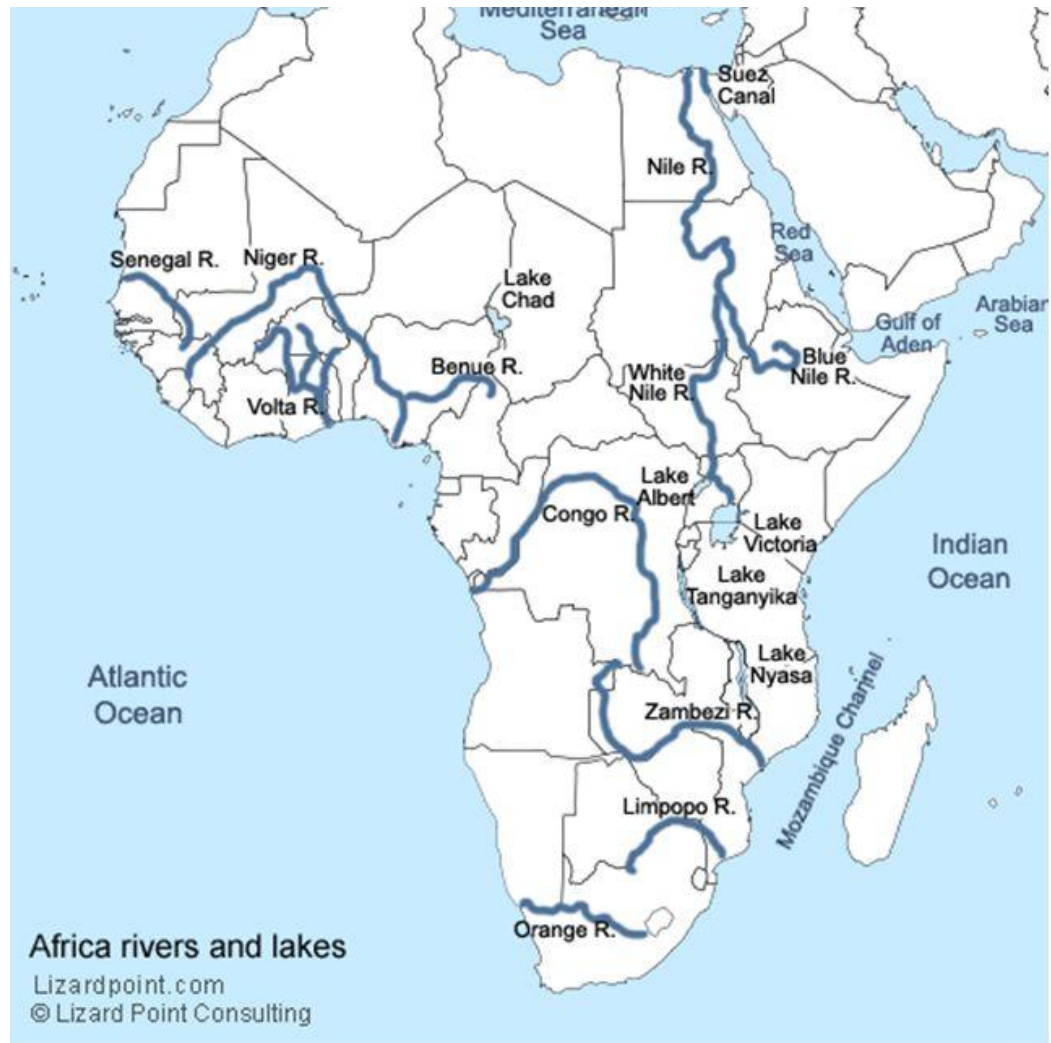 Mediterranean
Sea
Suez
Canal
Nile R.
Red
Sea
Senegal R.
Niger R.
Lake
Chad
Arabian
Sea
Gulf of
Aden
Benue R.
White
Nile R.
Blue
Nile R.
Volta R.
Lake
Albert
Congo R.
Lake
Victoria
Indian
Ocean
Lake
Tanganyika
Lake
Nyasa
Atlantic
Ocean
Zambezi R.
Mozambique Channel
Limpopo R.
Orange R.
Africa rivers and lakes
Lizardpoint.com
© Lizard Point Consulting